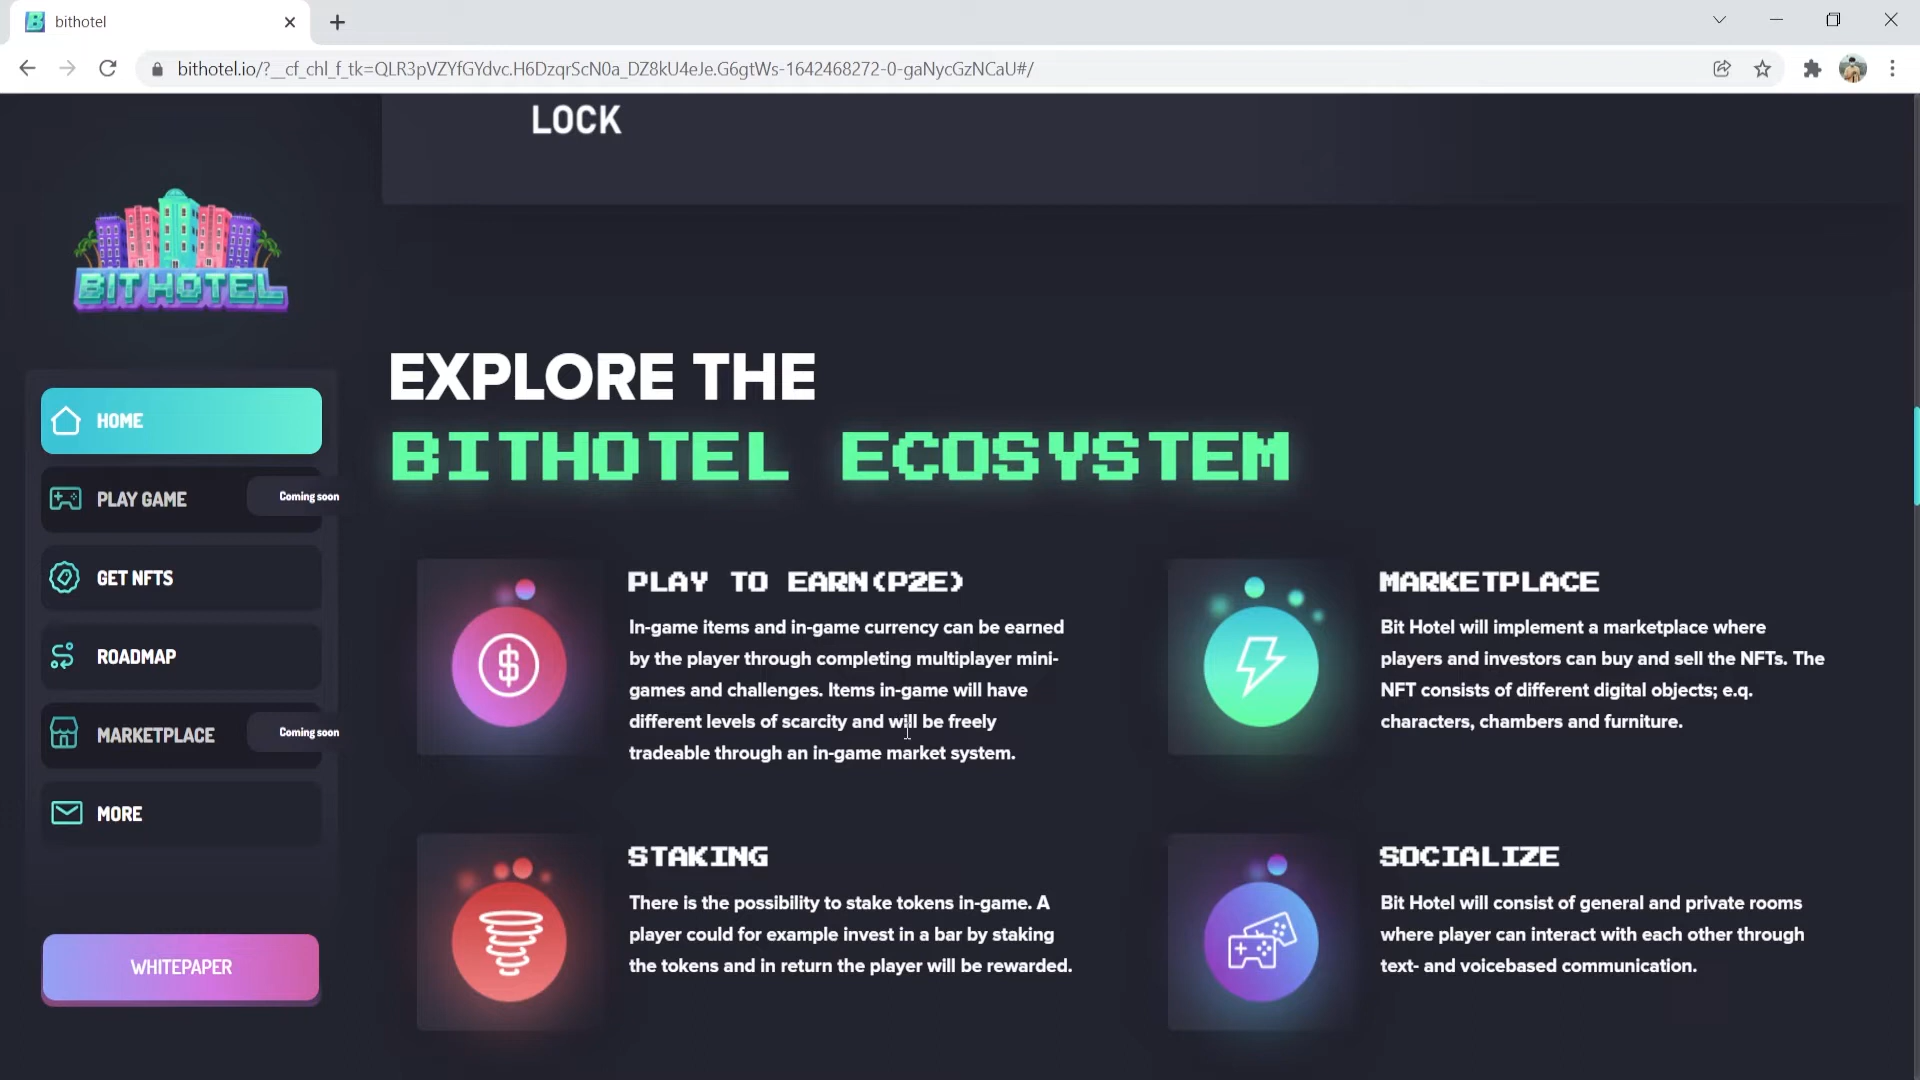 bithotel
bithotel.io/?__cf_chl_f_tk=QLR3pVZYfGYdvc.H6DzqrScN0a_DZ8kU4eJe.G6gtWs-1642468272-0-gaNycGzNCaU#/
LOCK
BIT HOTEL
HOME
PLAY GAME
Coming soon
GET NFTS
ROADMAP
MARKETPLACE
Coming soon
MORE
WHITEPAPER
EXPLORE THE
BITHOTEL ECOSYSTEM
PLAY TO EARN(P2E)
In-game items and in-game currency can be earned
by the player through completing multiplayer mini-
games and challenges. Items in-game will have
different levels of scarcity and will be freely
tradeable through an in-game market system.
MARKETPLACE
Bit Hotel will implement a marketplace where
players and investors can buy and sell the NFTs. The
NFT consists of different digital objects; e.q.
characters, chambers and furniture.
STAKING
There is the possibility to stake tokens in-game. A
player could for example invest in a bar by staking
the tokens and in return the player will be rewarded.
SOCIALIZE
Bit Hotel will consist of general and private rooms
where player can interact with each other through
text- and voicebased communication.